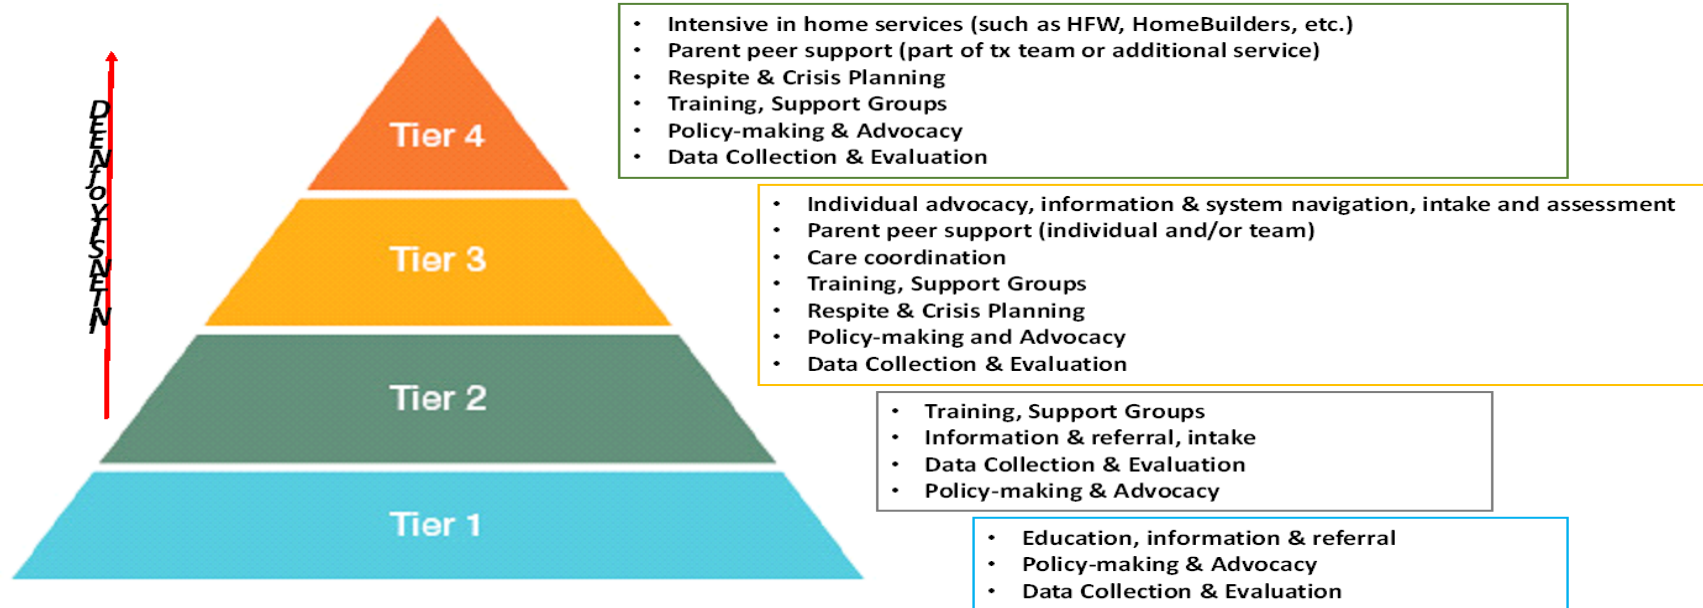 INTENSITY of NEED
Tier 4
• Intensive in home services (such as HFW, HomeBuilders, etc.)
• Parent peer support (part of tx team or additional service)
• Respite & Crisis Planning
• Training, Support Groups
• Policy-making & Advocacy
• Data Collection & Evaluation
Tier 3
• Individual advocacy, information & system navigation, intake and assessment
• Parent peer support (individual and/or team)
• Care coordination
• Training, Support Groups
• Respite & Crisis Planning
• Policy-making and Advocacy
• Data Collection & Evaluation
Tier 2
• Training, Support Groups
• Information & referral, intake
• Data Collection & Evaluation
• Policy-making & Advocacy
Tier 1
• Education, information & referral
• Policy-making & Advocacy
• Data Collection & Evaluation